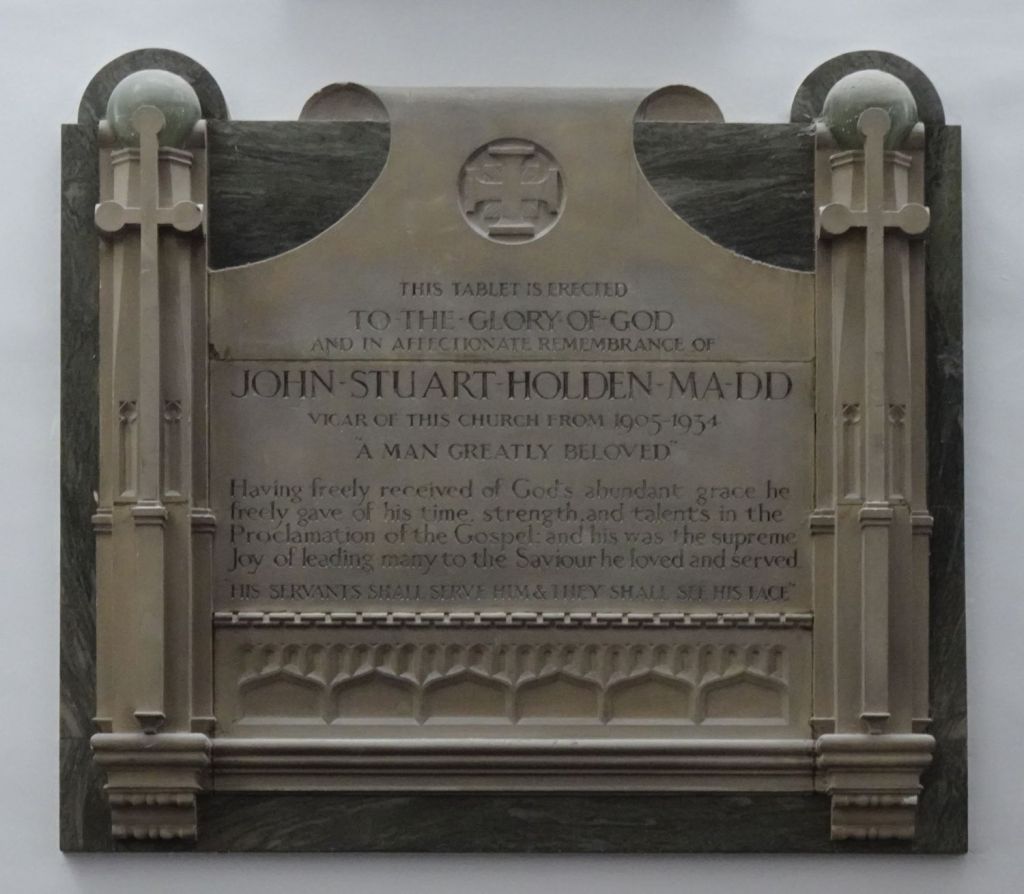 THIS TABLET IS ERECTED
TO·THE·GLORY·OF·GOD
AND IN AFFECTIONATE REMEMBRANCE OF
JOHN·STUART·HOLDEN·MA·DD
VICAR OF THIS CHURCH FROM 1905-1934
"A MAN GREATLY BELOVED"
Having freely received of God's abundant grace he
freely gave of his time, strength, and talents in the
Proclamation of the Gospel: and his was the supreme
Joy of leading many to the Saviour he loved and served
HIS SERVANTS SHALL SERVE HIM & THEY SHALL SEE HIS FACE"